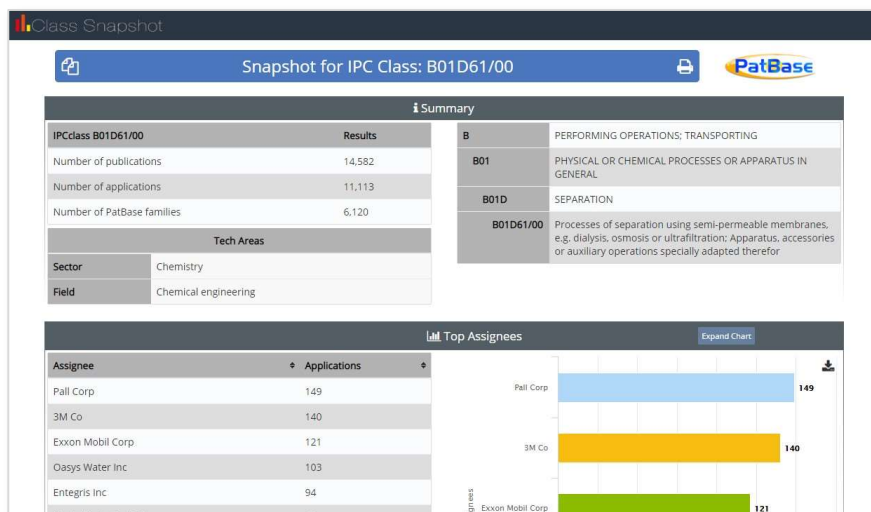 Class Snapshot
Snapshot for IPC Class: B01D61/00
PatBase
Summary
IPCclass B01D61/00 Results
Number of publications 14,582
Number of applications 11,113
Number of PatBase families 6,120
Tech Areas
Sector Chemistry
Field Chemical engineering
B PERFORMING OPERATIONS; TRANSPORTING
B01 PHYSICAL OR CHEMICAL PROCESSES OR APPARATUS IN
GENERAL
B01D SEPARATION
B01D61/00 Processes of separation using semi-permeable membranes,
e.g. dialysis, osmosis or ultrafiltration; Apparatus, accessories
or auxiliary operations specially adapted therefor
Top Assignees
Expand Chart
Assignee Applications
Pall Corp 149
3M Co 140
Exxon Mobil Corp 121
Oasys Water Inc 103
Entegris Inc 94
Pall Corp 149
3M Co 140
Exxon Mobil Corp 121